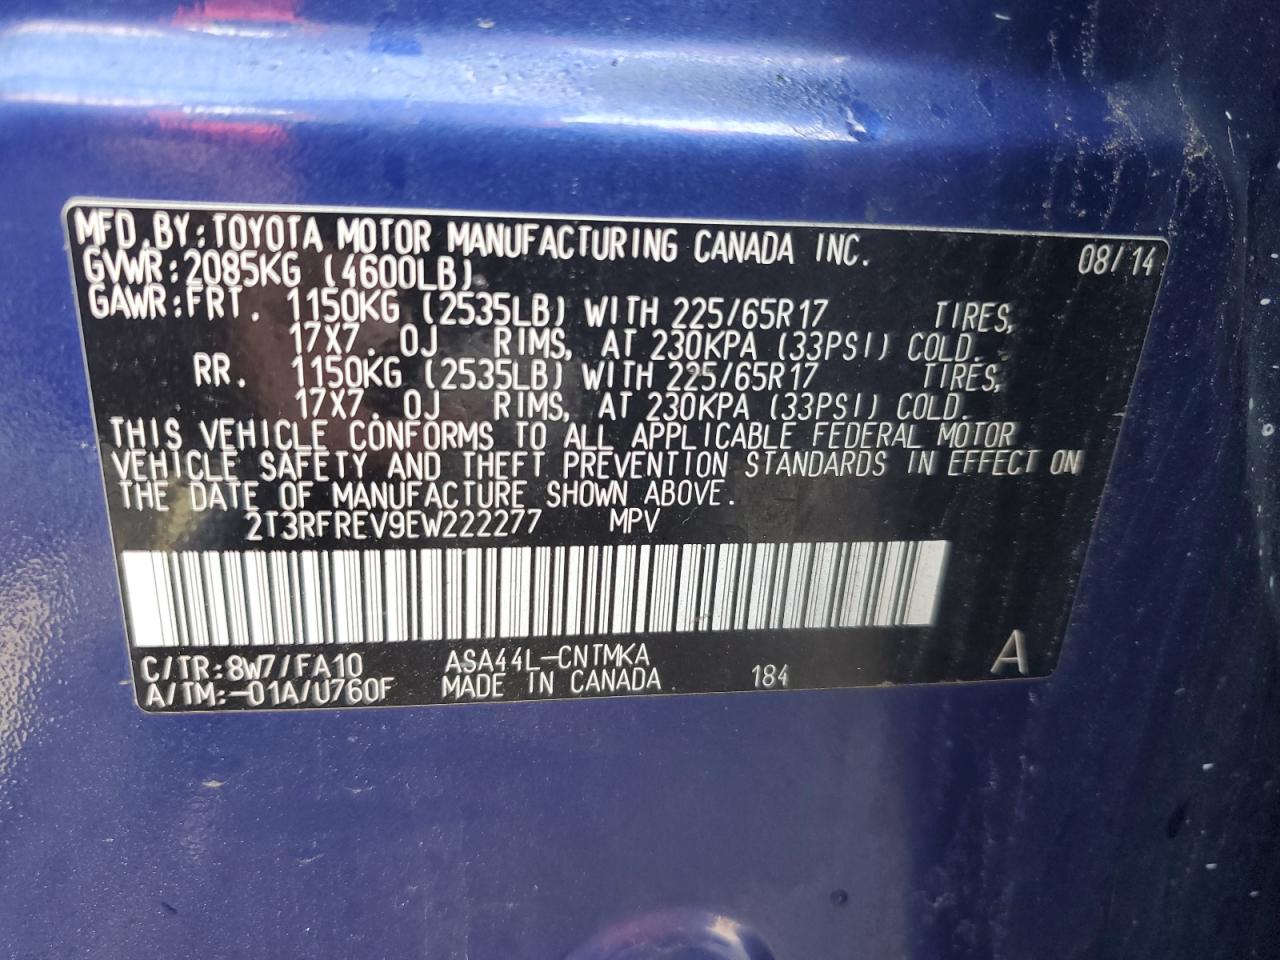 MFD.BY:TOYOTA MOTOR MANUFACTURING CANADA INC. 08/14
GVWR:2085KG (4600LB)
GAWR:FRT. 1150KG (2535LB) WITH 225/65R17 TIRES,
17X7.0J RIMS, AT 230KPA (33PSI) COLD.
RR. 1150KG (2535LB) WITH 225/65R17 TIRES,
17X7.0J RIMS, AT 230KPA (33PSI) COLD.
THIS VEHICLE CONFORMS TO ALL APPLICABLE FEDERAL MOTOR
VEHICLE SAFETY AND THEFT PREVENTION STANDARDS IN EFFECT ON
THE DATE OF MANUFACTURE SHOWN ABOVE.
2T3RFREV9EW222277 MPV
C/TR:8W7/FA10 ASA44L-CNTMKA
A/TM:-01A/U760F MADE IN CANADA 184 A